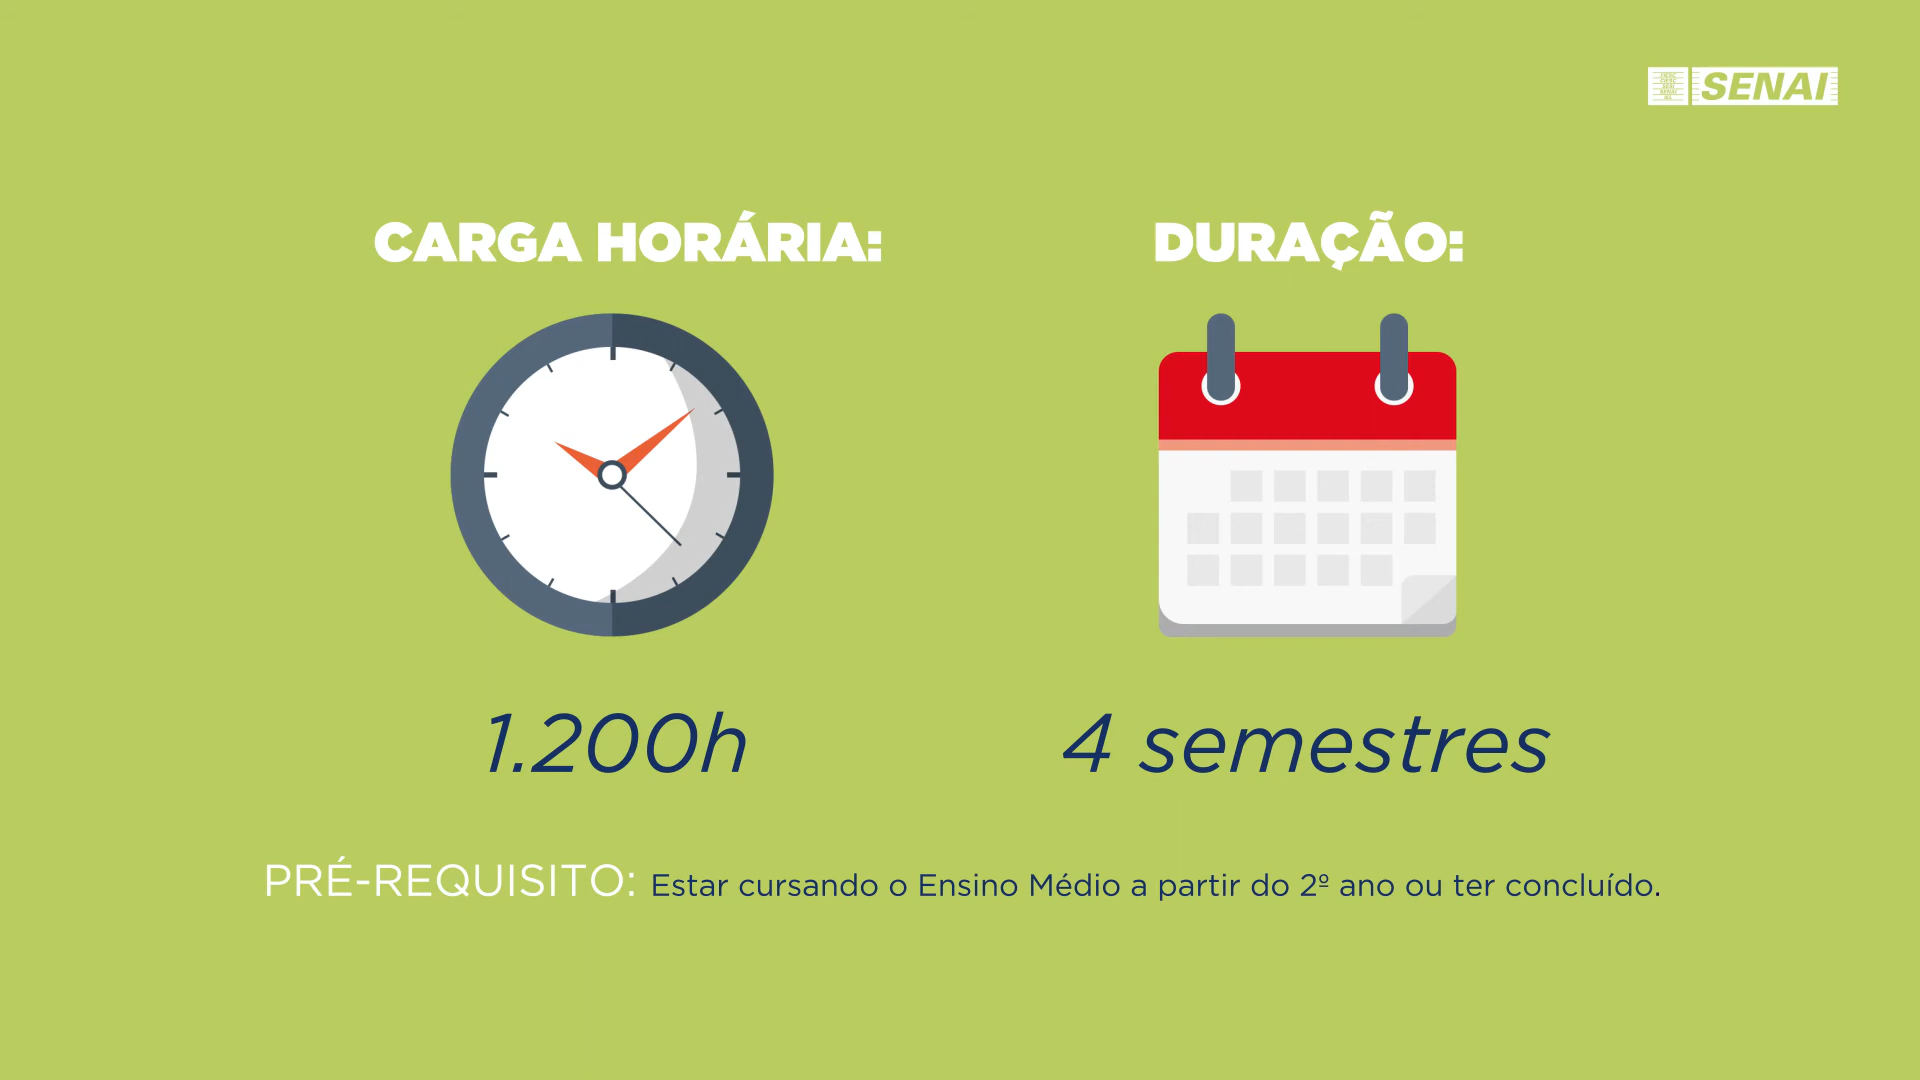 SENAI
CARGA HORÁRIA:
DURAÇÃO:
1.200h
4 semestres
PRÉ-REQUISITO: Estar cursando o Ensino Médio a partir do 2º ano ou ter concluído.